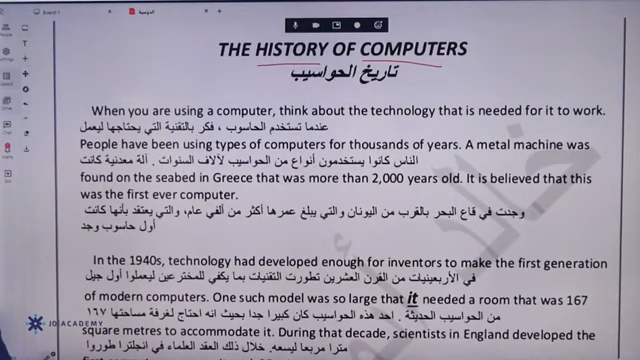 Board 1
الدوسية
THE HISTORY OF COMPUTERS
تاريخ الحواسيب
When you are using a computer, think about the technology that is needed for it to work.
عندما تستخدم الحاسوب ، فكر بالتقنية التي يحتاجها ليعمل
People have been using types of computers for thousands of years. A metal machine was
الناس كانوا يستخدمون أنواع من الحواسيب لآلاف السنوات . آلة معدنية كانت
found on the seabed in Greece that was more than 2,000 years old. It is believed that this
was the first ever computer.
وجدت في قاع البحر بالقرب من اليونان والتي يبلغ عمرها أكثر من ألفي عام، والتي يعتقد بأنها كانت
أول حاسوب وجد
In the 1940s, technology had developed enough for inventors to make the first generation
في الأربعينيات من القرن العشرين تطورت التقنيات بما يكفي للمخترعين ليعملوا أول جيل
of modern computers. One such model was so large that it needed a room that was 167
من الحواسيب الحديثة . احد هذه الحواسيب كان كبيرا جدا بحيث انه احتاج لغرفة مساحتها ١٦٧
JO ACADEMY
square metres to accommodate it. During that decade, scientists in England developed the
مترا مربعا ليسعه. خلال ذلك العقد العلماء في انجلترا طوروا